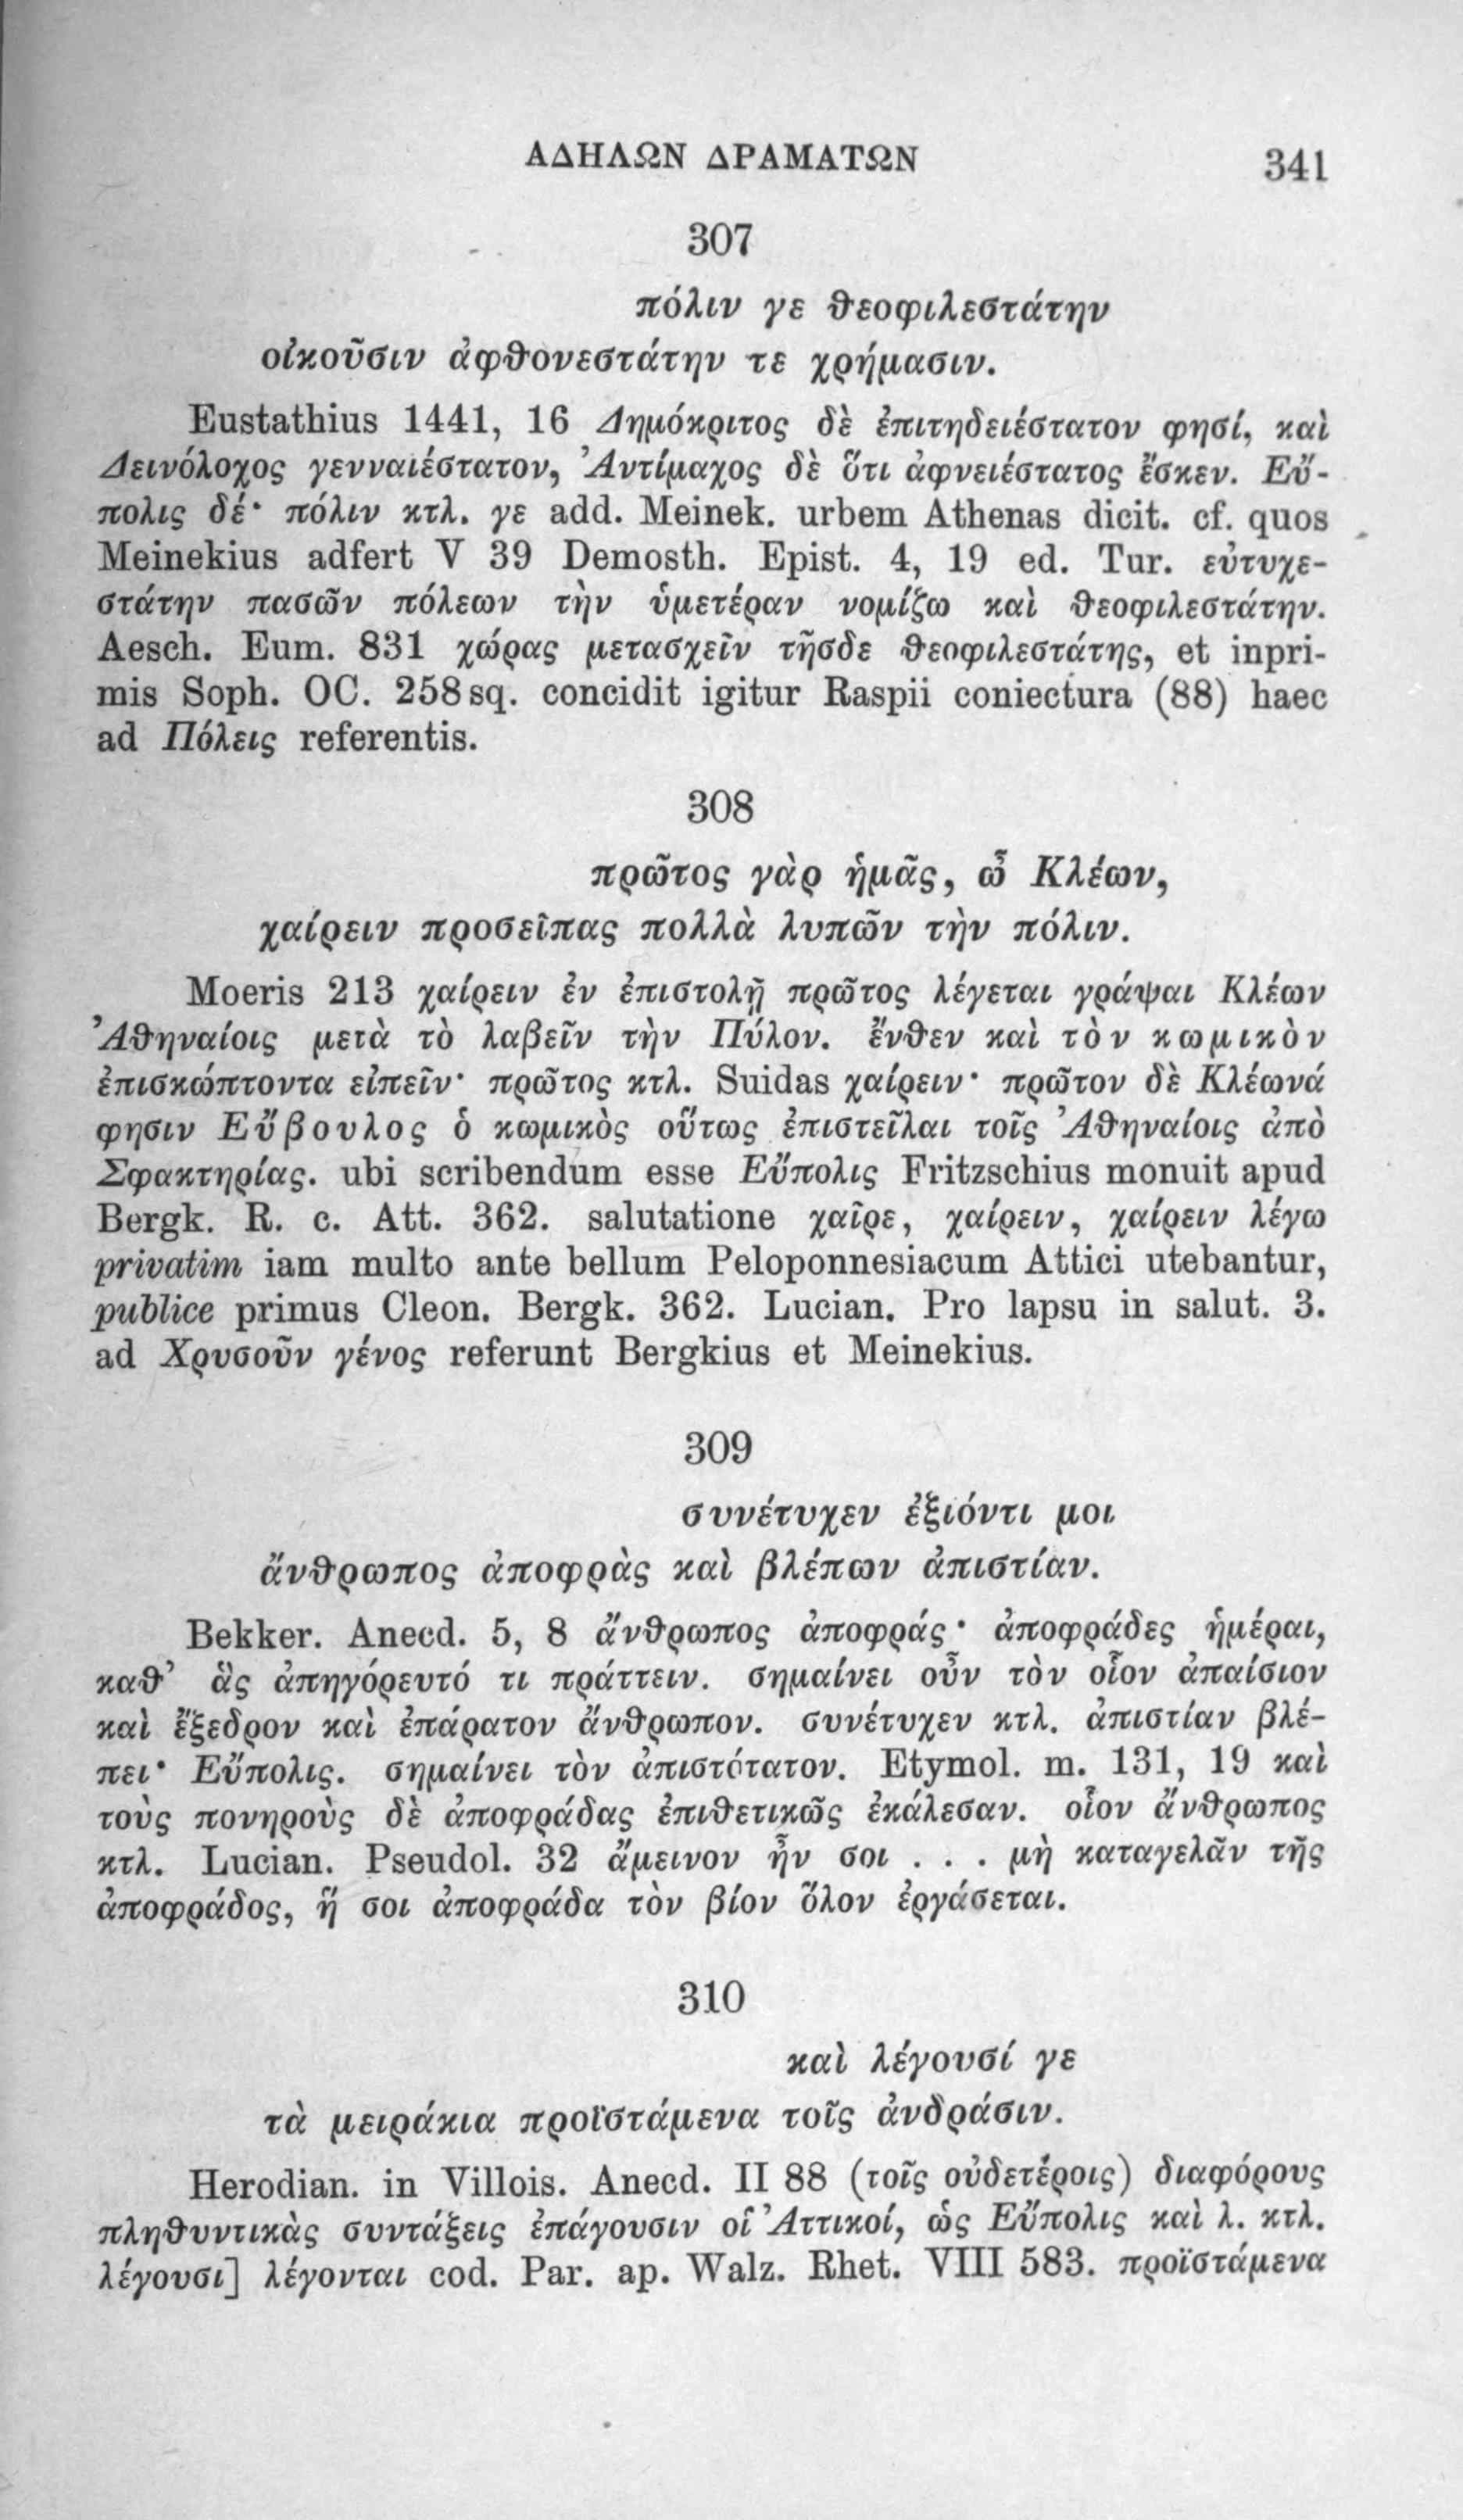 ΑΔΗΛΩΝ ΔΡΑΜΑΤΩΝ 341
307
πόλιν γε θεοφιλεστάτην
οἰκοῦσιν ἀφθονεστάτην τε χρήμασιν.
Eustathius 1441, 16 Δημόκριτος δὲ ἐπιτηδειέστατον φησί, καὶ
Δεινόλοχος γενναιέστατον, Ἀντίμαχος δὲ ὅτι ἀφνειέστατος ἔσκεν. Εὔ-
πολις δέ· πόλιν κτλ. γε add. Meinek. urbem Athenas dicit. cf. quos
Meinekius adfert V 39 Demosth. Epist. 4, 19 ed. Tur. εὐτυχε-
στάτην πασῶν πόλεων τὴν ὑμετέραν νομίζω καὶ θεοφιλεστάτην.
Aesch. Eum. 831 χώρας μετασχεῖν τῆσδε θεοφιλεστάτης, et inpri-
mis Soph. OC. 258 sq. concidit igitur Raspii coniectura (88) haec
ad Πόλεις referentis.
308
πρῶτος γὰρ ἡμᾶς, ὦ Κλέων,
χαίρειν προσεῖπας πολλὰ λυπῶν τὴν πόλιν.
Moeris 213 χαίρειν ἐν ἐπιστολῇ πρῶτος λέγεται γράψαι Κλέων
Ἀθηναίοις μετὰ τὸ λαβεῖν τὴν Πύλον. ἔνθεν καὶ τὸν κωμικὸν
ἐπισκώπτοντα εἰπεῖν· πρῶτος κτλ. Suidas χαίρειν· πρῶτον δὲ Κλέωνά
φησιν Εὔβουλος ὁ κωμικὸς οὕτως ἐπιστεῖλαι τοῖς Ἀθηναίοις ἀπὸ
Σφακτηρίας. ubi scribendum esse Εὔπολις Fritzschius monuit apud
Bergk. R. c. Att. 362. salutatione χαῖρε, χαίρειν, χαίρειν λέγω
privatim iam multo ante bellum Peloponnesiacum Attici utebantur,
publice primus Cleon. Bergk. 362. Lucian. Pro lapsu in salut. 3.
ad Χρυσοῦν γένος referunt Bergkius et Meinekius.
309
συνέτυχεν ἐξιόντι μοι
ἄνθρωπος ἀποφρὰς καὶ βλέπων ἀπιστίαν.
Bekker. Anecd. 5, 8 ἄνθρωπος ἀποφράς· ἀποφράδες ἡμέραι,
καθ’ ἃς ἀπηγόρευτό τι πράττειν. σημαίνει οὖν τὸν οἷον ἀπαίσιον
καὶ ἔξεδρον καὶ ἐπάρατον ἄνθρωπον. συνέτυχεν κτλ. ἀπιστίαν βλέ-
πει· Εὔπολις. σημαίνει τὸν ἀπιστότατον. Etymol. m. 131, 19 καὶ
τοὺς πονηροὺς δὲ ἀποφράδας ἐπιθετικῶς ἐκάλεσαν. οἷον ἄνθρωπος
κτλ. Lucian. Pseudol. 32 ἄμεινον ἦν σοι . . . μὴ καταγελᾶν τῆς
ἀποφράδος, ἥ σοι ἀποφράδα τὸν βίον ὅλον ἐργάσεται.
310
καὶ λέγουσί γε
τὰ μειράκια προϊστάμενα τοῖς ἀνδράσιν.
Herodian. in Villois. Anecd. II 88 (τοῖς οὐδετέροις) διαφόρους
πληθυντικὰς συντάξεις ἐπάγουσιν οἱ Ἀττικοί, ὡς Εὔπολις καὶ λ. κτλ.
λέγουσι] λέγονται cod. Par. ap. Walz. Rhet. VIII 583. προϊστάμενα